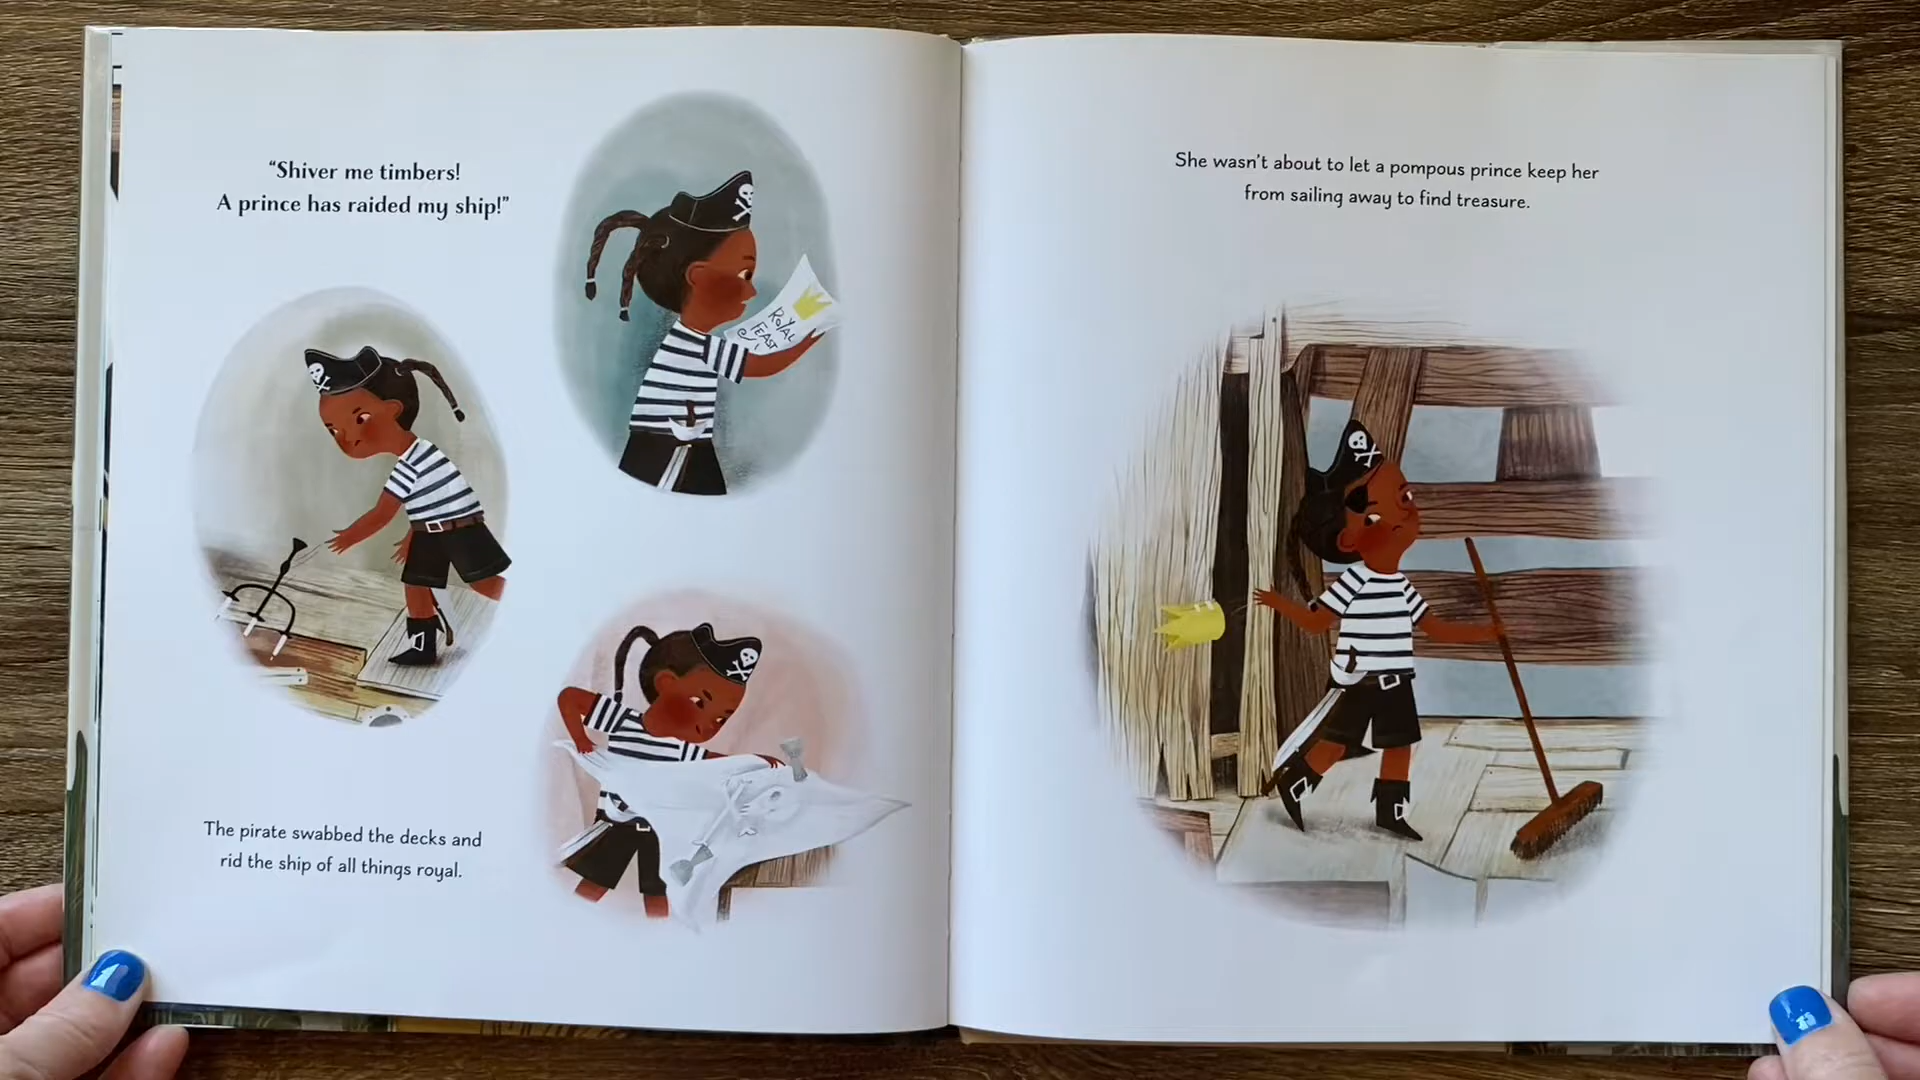 “Shiver me timbers!
A prince has raided my ship!”
ROYAL
FEAST
The pirate swabbed the decks and
rid the ship of all things royal.
She wasn’t about to let a pompous prince keep her
from sailing away to find treasure.